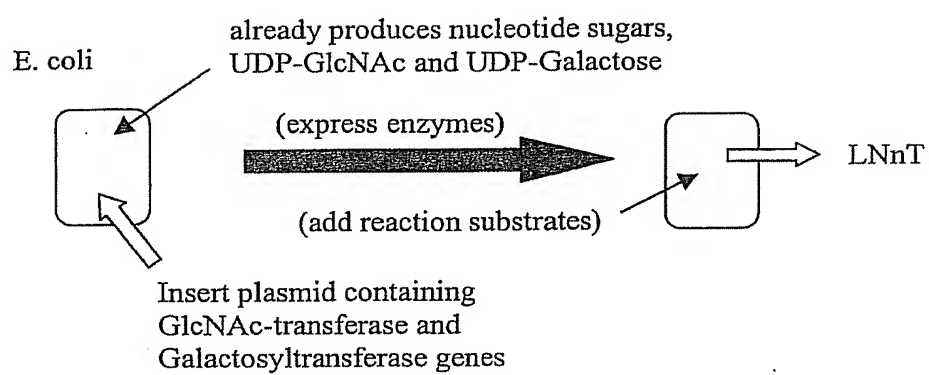 already produces nucleotide sugars,
E. coli
UDP-GlcNAc and UDP-Galactose
(express enzymes)
LNnT
(add reaction substrates)
Insert plasmid containing
GlcNAc-transferase and
Galactosyltransferase genes